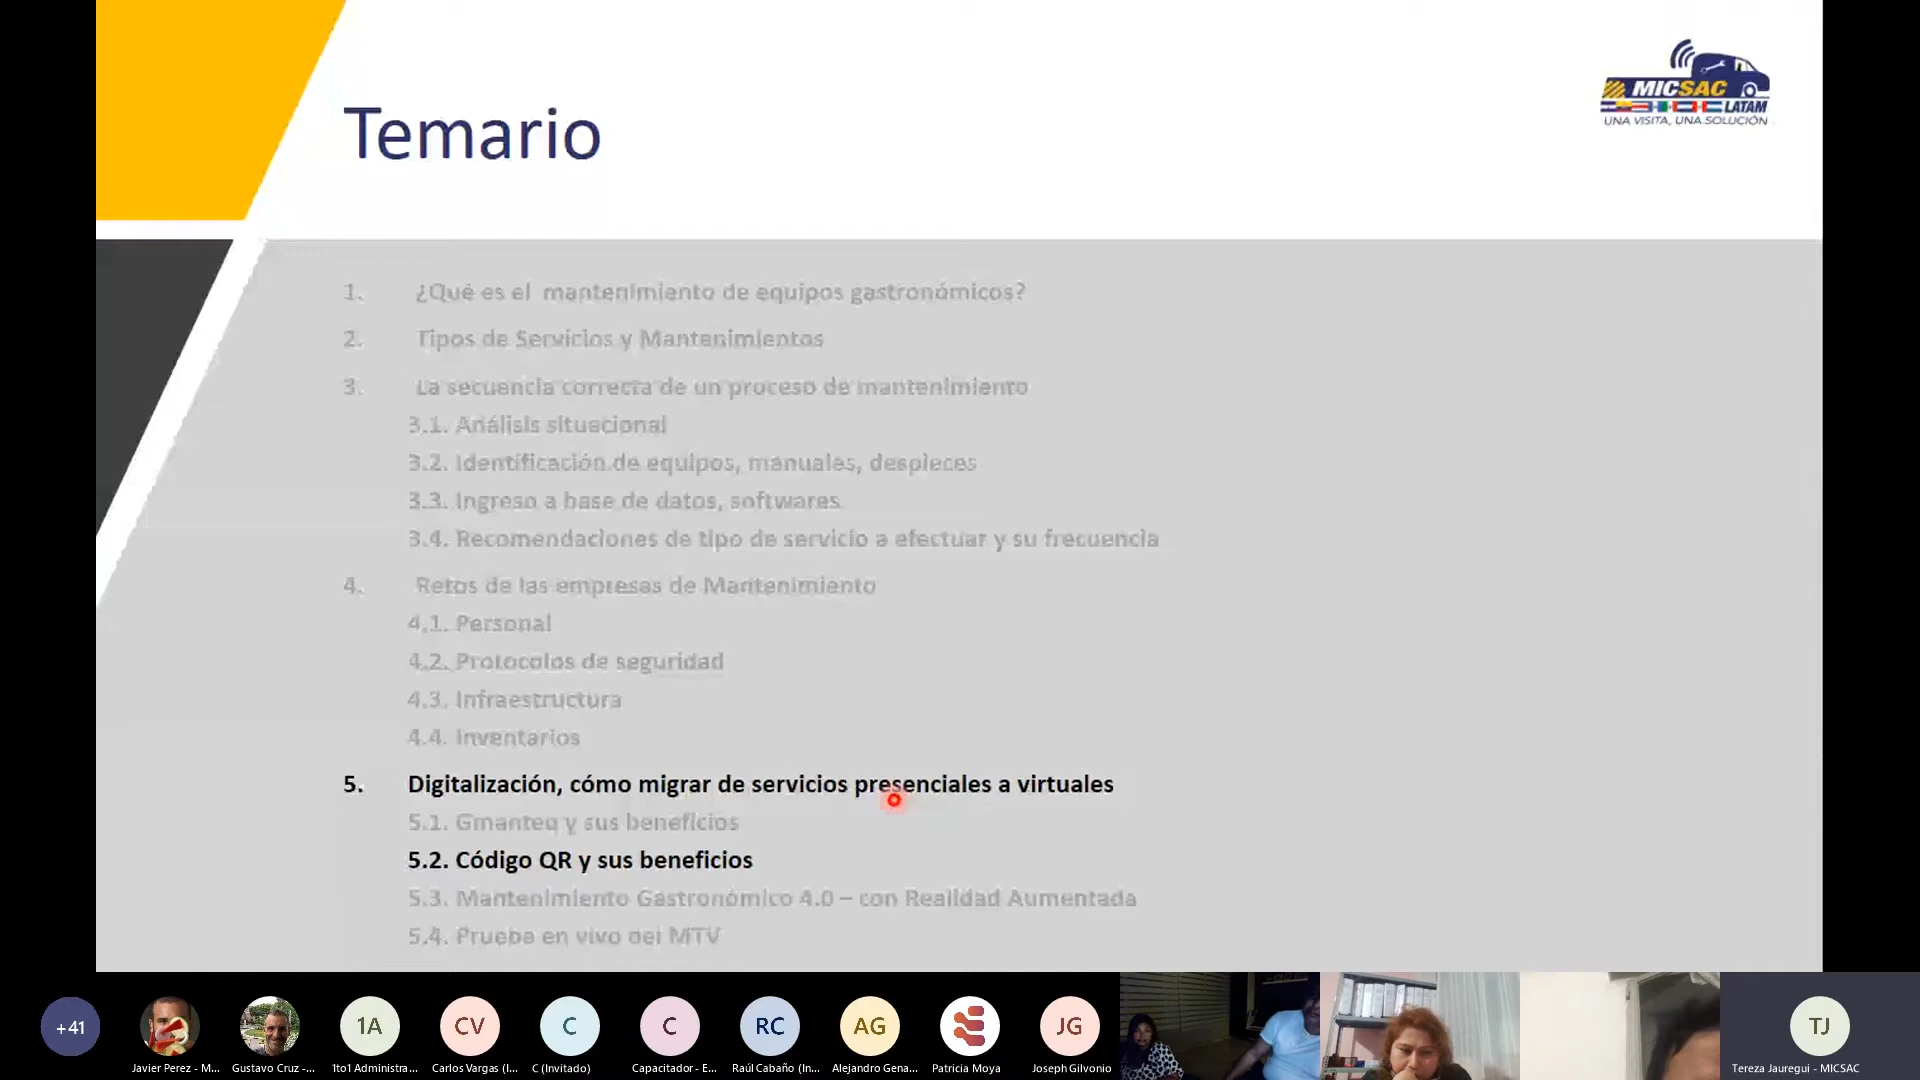 Temario
MICSAC
LATAM
UNA VISITA, UNA SOLUCIÓN
1. ¿Qué es el mantenimiento de equipos gastronómicos?
2. Tipos de Servicios y Mantenimientos
3. La secuencia correcta de un proceso de mantenimiento
3.1. Análisis situacional
3.2. Identificación de equipos, manuales, despieces
3.3. Ingreso a base de datos, softwares.
3.4. Recomendaciones de tipo de servicio a efectuar y su frecuencia
4. Retos de las empresas de Mantenimiento
4.1. Personal
4.2. Protocolos de seguridad
4.3. Infraestructura
4.4. Inventarios
5. Digitalización, cómo migrar de servicios presenciales a virtuales
5.1. Gmanteq y sus beneficios
5.2. Código QR y sus beneficios
5.3. Mantenimiento Gastronómico 4.0 – con Realidad Aumentada
5.4. Prueba en vivo del MTV
+41 1A CV C C RC AG JG TJ
Javier Perez - M... Gustavo Cruz -... 1to1 Administra... Carlos Vargas (I... C (Invitado) Capacitador - E... Raúl Cabaño (In... Alejandro Gena... Patricia Moya Joseph Gilvonio Tereza Jauregui - MICSAC